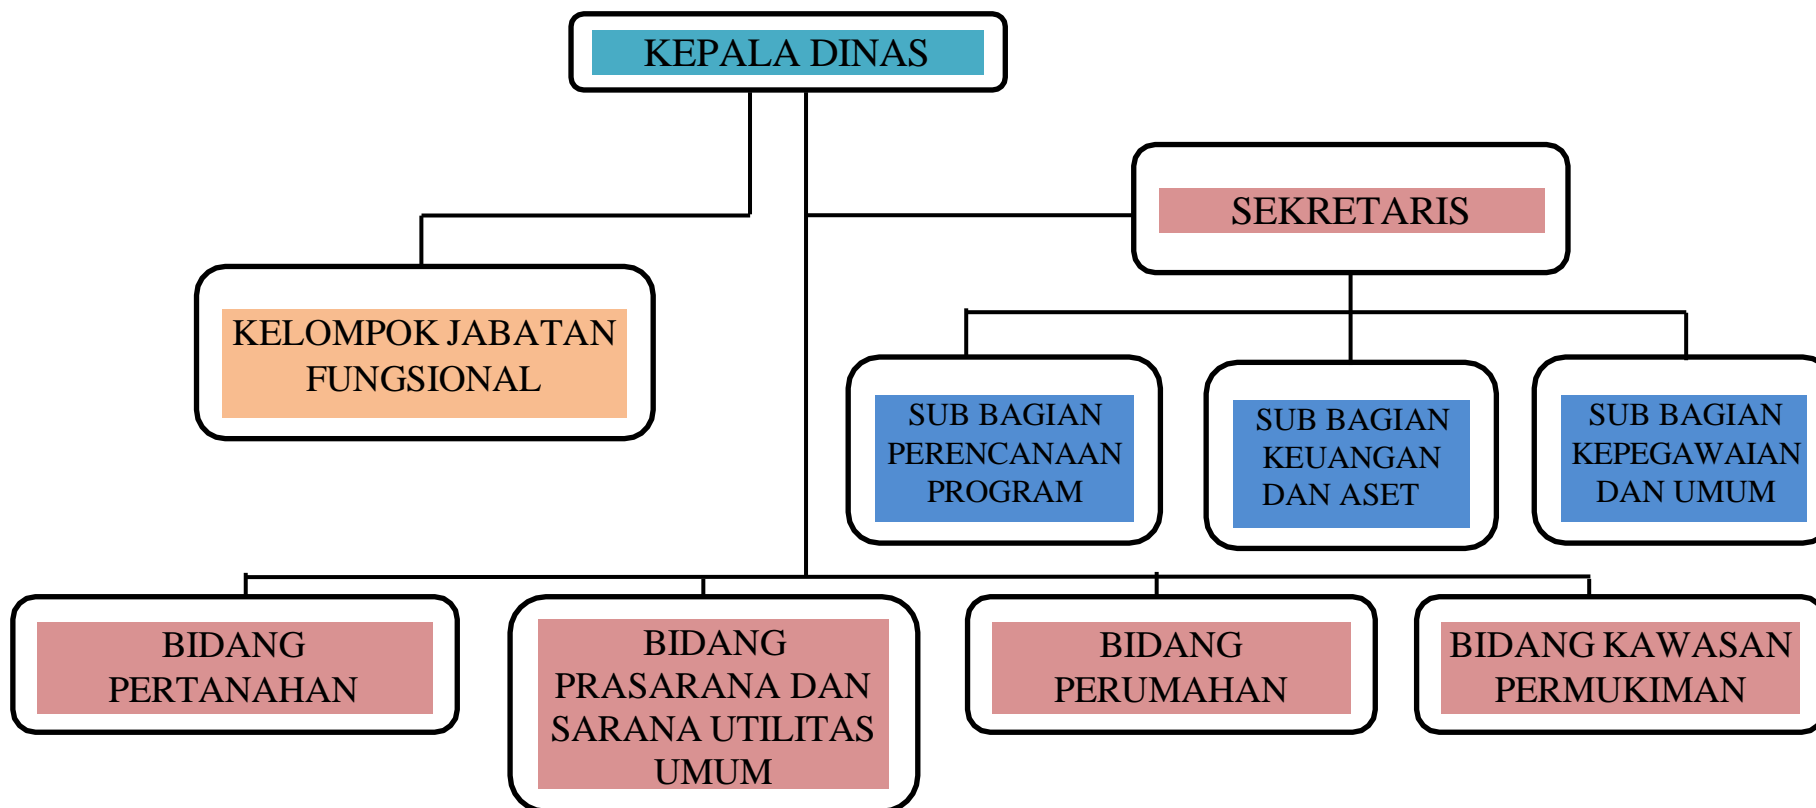 KEPALA DINAS
SEKRETARIS
KELOMPOK JABATAN
FUNGSIONAL
SUB BAGIAN
PERENCANAAN
PROGRAM
SUB BAGIAN
KEUANGAN
DAN ASET
SUB BAGIAN
KEPEGAWAIAN
DAN UMUM
BIDANG
PERTANAHAN
BIDANG
PRASARANA DAN
SARANA UTILITAS
UMUM
BIDANG
PERUMAHAN
BIDANG KAWASAN
PERMUKIMAN